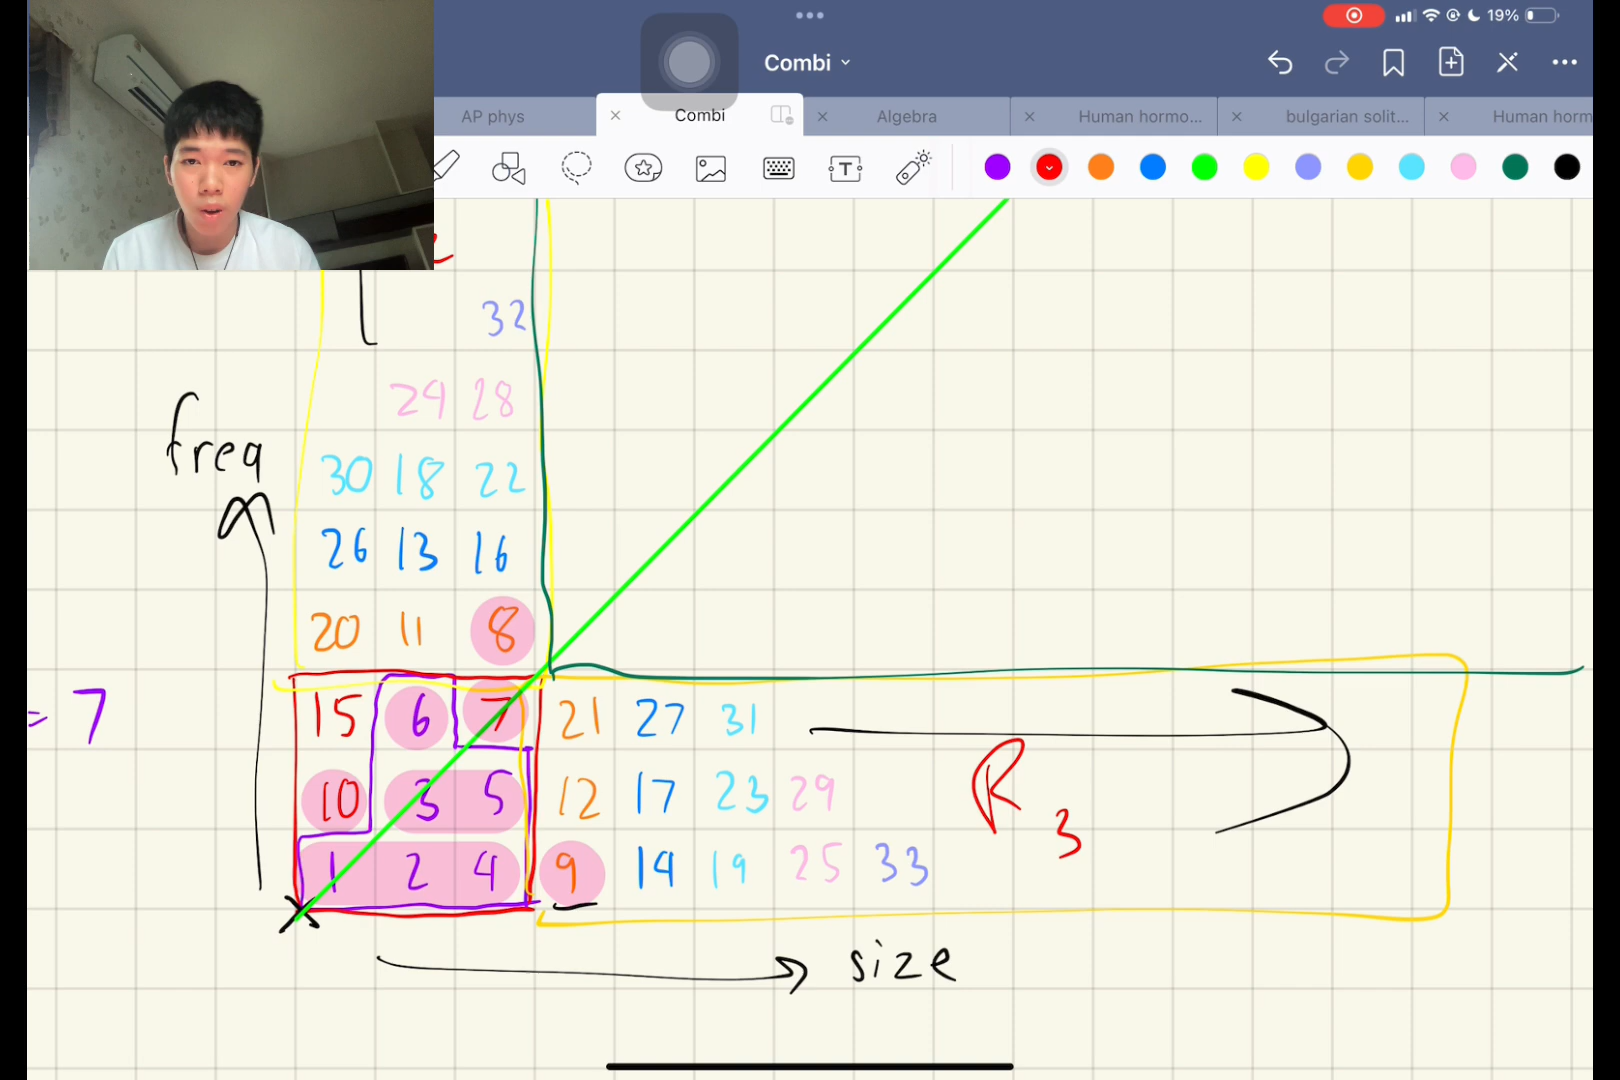 19%
Combi
AP phys
Combi
Algebra
Human hormo...
bulgarian solit...
Human horm
T
32
29 28
freq
30 18 22
26 13 16
20 11 8
= 7
15 6 7 21 27 31
10 3 5 12 17 23 29
R3
1 2 4 9 14 19 25 33
size